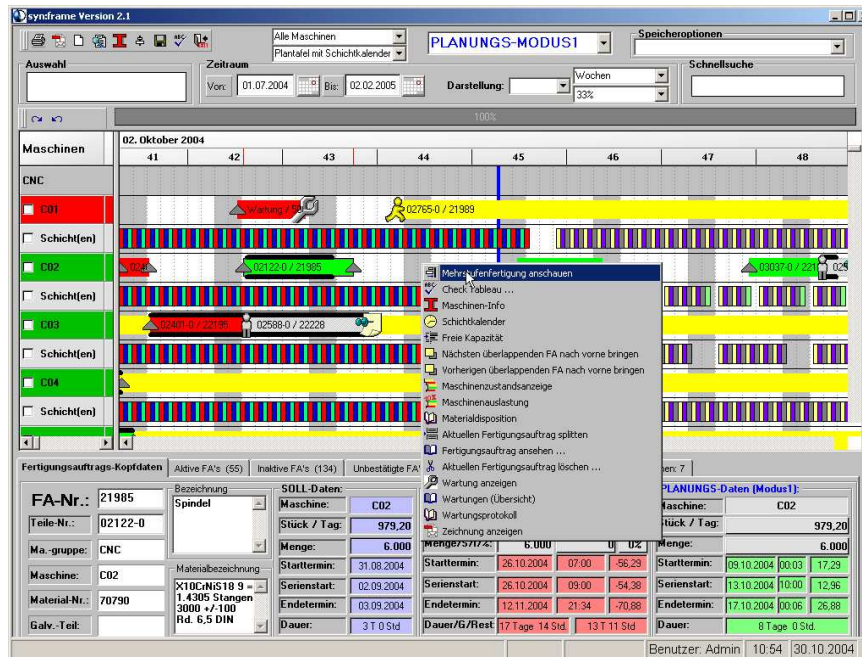 syn:frame Version 2.1
Alle Maschinen
Plantafel mit Schichtkalender
PLANUNGS-MODUS1
Speicheroptionen
Auswahl
Zeitraum
Von: 01.07.2004 Bis: 02.02.2005
Darstellung:
Wochen
33%
Schnellsuche
100%
Maschinen
02. Oktober 2004
41 42 43 44 45 46 47 48
CNC
C01
Wartung /
02765-0 / 21989
Schicht(en)
C02
02122-0 / 21985
03037-0 /
Schicht(en)
C03
02401-0 / 22195
02588-0 / 22228
Schicht(en)
C04
Schicht(en)
Mehrstufenfertigung anschauen
Check Tableau ...
Maschinen-Info
Schichtkalender
Freie Kapazität
Nächsten überlappenden FA nach vorne bringen
Vorherigen überlappenden FA nach vorne bringen
Maschinenzustandsanzeige
Maschinenauslastung
Materialdisposition
Aktuellen Fertigungsauftrag splitten
Fertigungsauftrag ansehen ...
Aktuellen Fertigungsauftrag löschen ...
Wartung anzeigen
Wartungen (Übersicht)
Wartungsprotokoll
Zeichnung anzeigen
Fertigungsauftrags-Kopfdaten
Aktive FA's (55)
Inaktive FA's (134)
Unbestätigte FA'
nen: 7
FA-Nr.: 21985
Teile-Nr.: 02122-0
Ma.-gruppe: CNC
Maschine: C02
Material-Nr.: 70790
Galv.-Teil:
Bezeichnung
Spindel
Materialbezeichnung
X10CrNiS18 9 =
1.4305 Stangen
3000 +/-100
Rd. 6,5 DIN
SOLL-Daten:
Maschine: C02
Stück / Tag: 979,20
Menge: 6.000
Starttermin: 31.08.2004
Serienstart: 02.09.2004
Endetermin: 03.09.2004
Dauer: 3 T 0 Std
6.000 0 0%
Starttermin: 26.10.2004 07:00 -56,29
Serienstart: 26.10.2004 09:00 -54,38
Endetermin: 12.11.2004 21:34 -70,88
Dauer/G/Rest 17 Tage 14 Std. 13 T 11 Std
PLANUNGS-Daten (Modus1):
Maschine: C02
Stück / Tag: 979,20
Menge: 6.000
Starttermin: 09.10.2004 00:03 17,29
Serienstart: 13.10.2004 10:00 12,96
Endetermin: 17.10.2004 00:06 26,88
Dauer: 8 Tage 0 Std.
Benutzer: Admin 10:54 30.10.2004